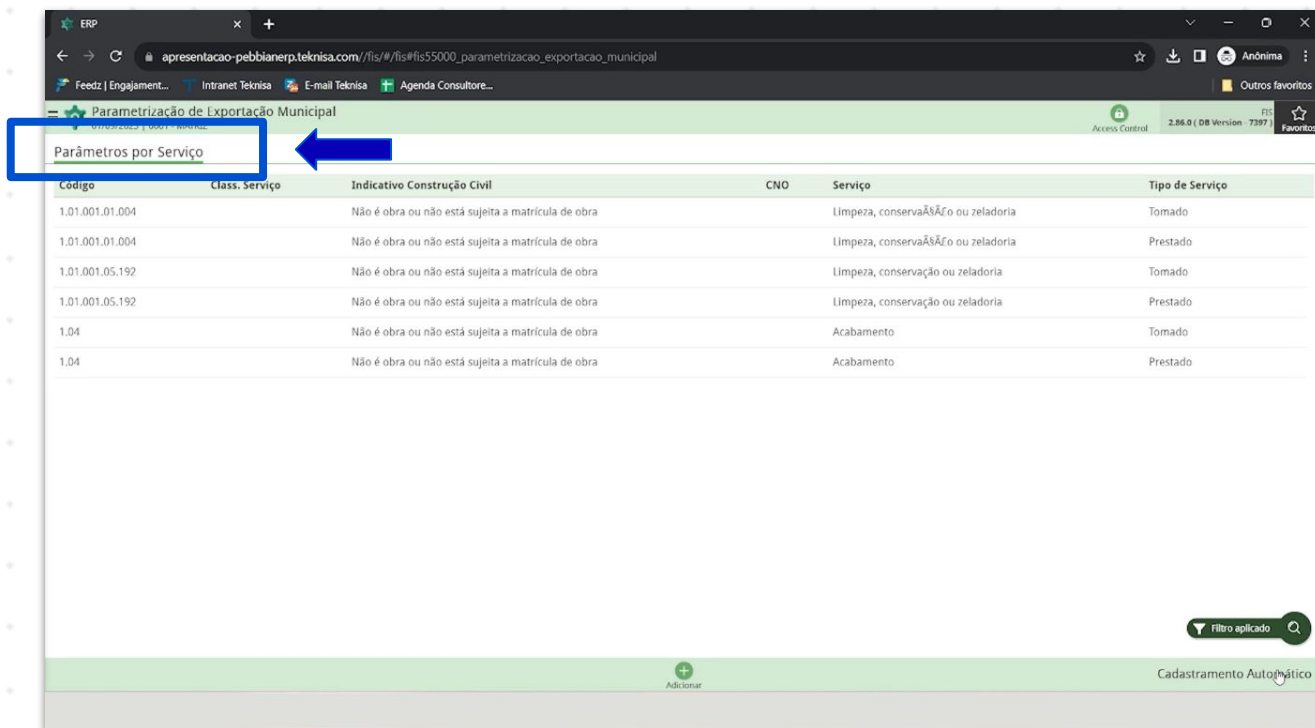 ERP
apresentacao-pebbianerp.teknisa.com//fis/#/fis#fis55000_parametrizacao_exportacao_municipal
Anônima
Feedz | Engajament... Intranet Teknisa E-mail Teknisa Agenda Consultore... Outros favoritos
Parametrização de Exportação Municipal
Access Control
FIS
2.86.0 ( DB Version - 7397 )
Favoritos
Parâmetros por Serviço
Código Class. Serviço Indicativo Construção Civil CNO Serviço Tipo de Serviço
1.01.001.01.004 Não é obra ou não está sujeita a matrícula de obra Limpeza, conservaÃ§Ã£o ou zeladoria Tomado
1.01.001.01.004 Não é obra ou não está sujeita a matrícula de obra Limpeza, conservaÃ§Ã£o ou zeladoria Prestado
1.01.001.05.192 Não é obra ou não está sujeita a matrícula de obra Limpeza, conservação ou zeladoria Tomado
1.01.001.05.192 Não é obra ou não está sujeita a matrícula de obra Limpeza, conservação ou zeladoria Prestado
1.04 Não é obra ou não está sujeita a matrícula de obra Acabamento Tomado
1.04 Não é obra ou não está sujeita a matrícula de obra Acabamento Prestado
Filtro aplicado
Adicionar
Cadastramento Automático